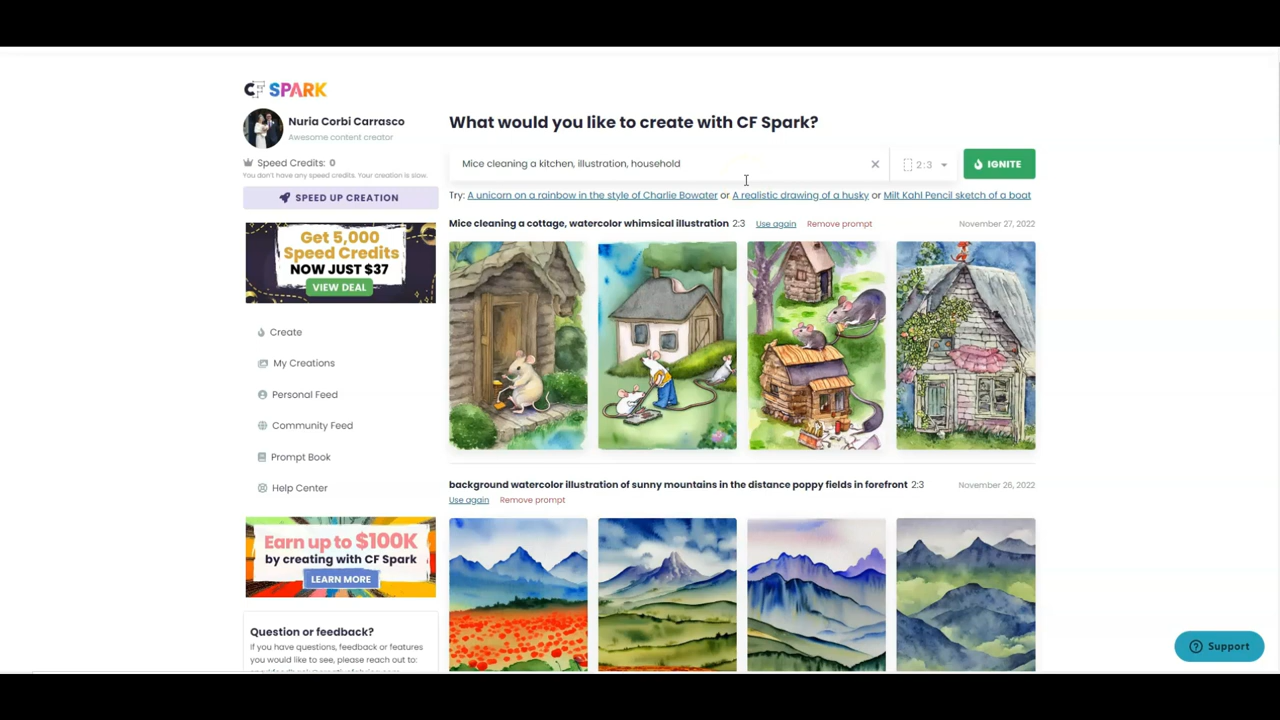 CF SPARK
Nuria Corbi Carrasco
Awesome content creator
Speed Credits: 0
You don't have any speed credits. Your creation is slow.
SPEED UP CREATION
Get 5,000
Speed Credits
NOW JUST $37
VIEW DEAL
Create
My Creations
Personal Feed
Community Feed
Prompt Book
Help Center
Earn up to $100K
by creating with CF Spark
LEARN MORE
Question or feedback?
If you have questions, feedback or features
you would like to see, please reach out to:
What would you like to create with CF Spark?
Mice cleaning a kitchen, illustration, household
2:3
IGNITE
Try: A unicorn on a rainbow in the style of Charlie Bowater or A realistic drawing of a husky or Milt Kahl Pencil sketch of a boat
Mice cleaning a cottage, watercolor whimsical illustration 2:3 Use again Remove prompt November 27, 2022
background watercolor illustration of sunny mountains in the distance poppy fields in forefront 2:3 November 26, 2022
Use again Remove prompt
Support